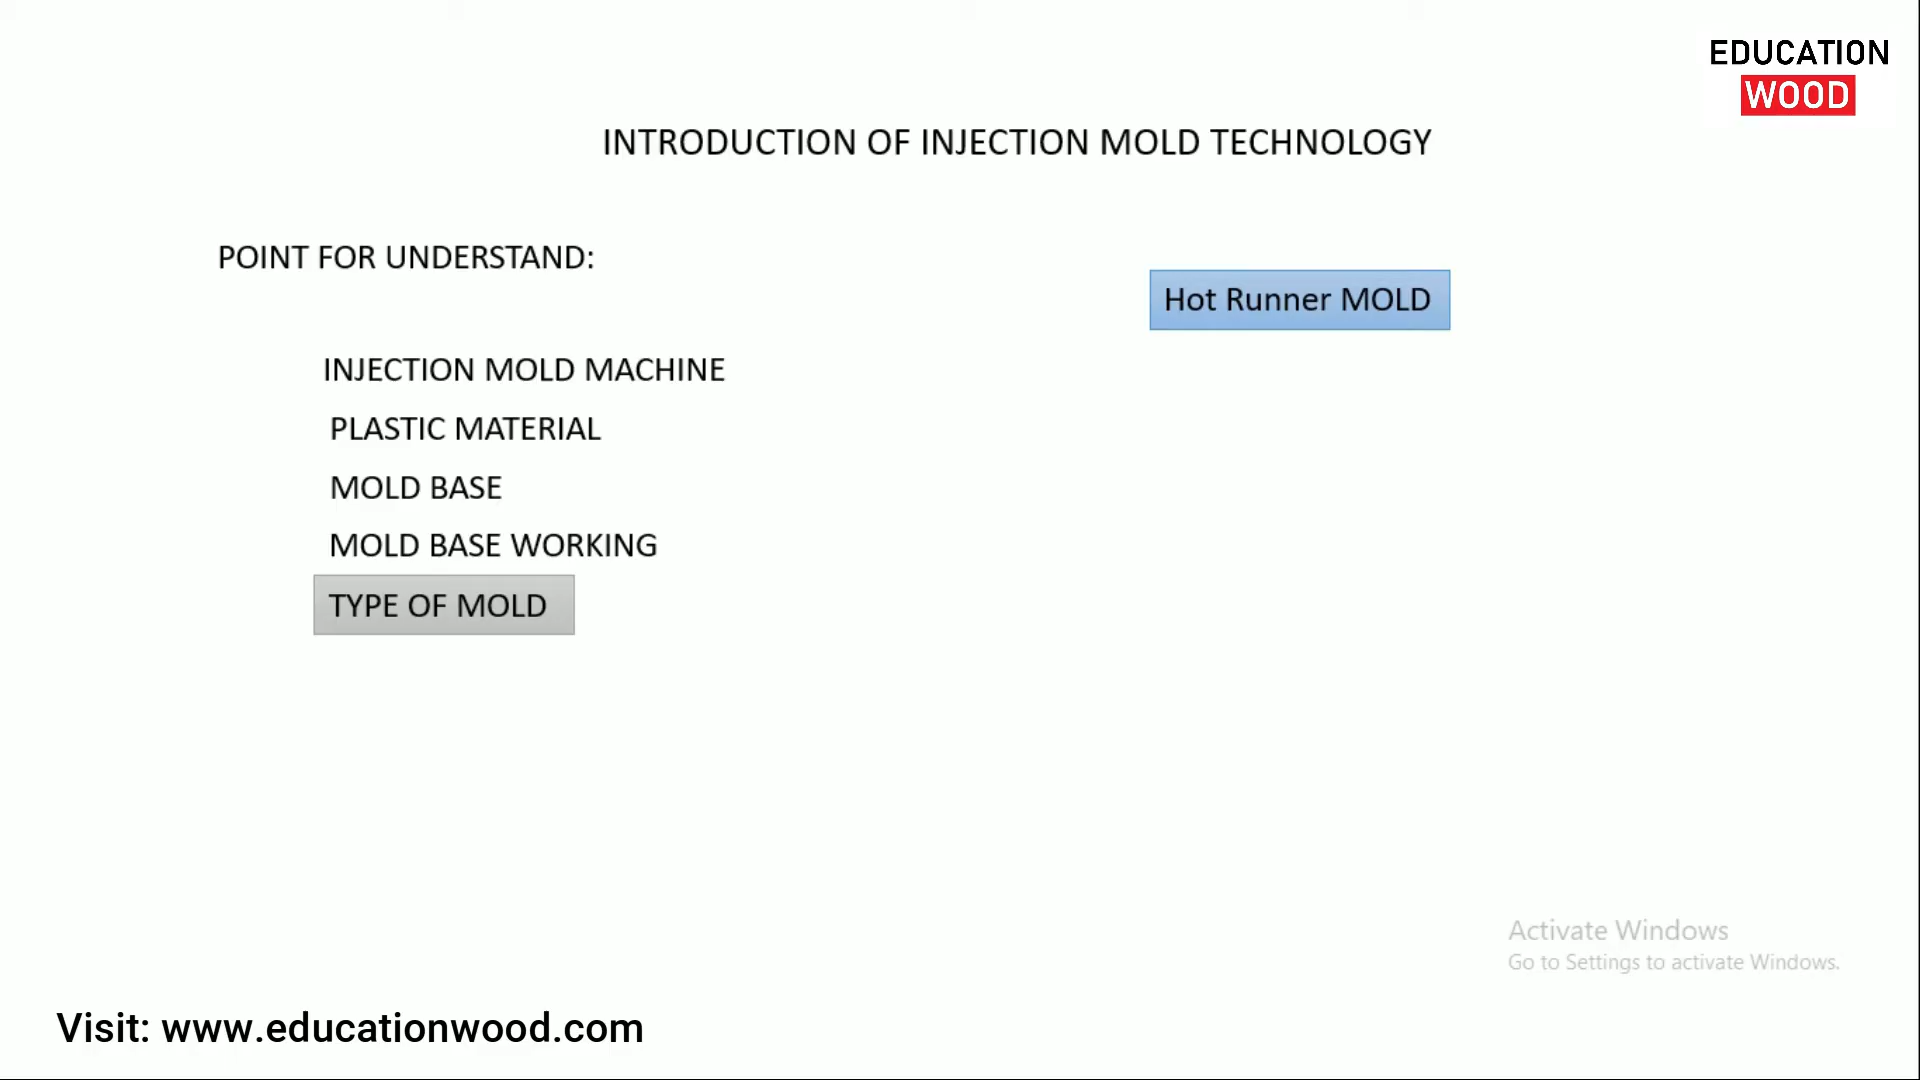 EDUCATION
WOOD
INTRODUCTION OF INJECTION MOLD TECHNOLOGY
POINT FOR UNDERSTAND:
Hot Runner MOLD
INJECTION MOLD MACHINE
PLASTIC MATERIAL
MOLD BASE
MOLD BASE WORKING
TYPE OF MOLD
Activate Windows
Go to Settings to activate Windows.
Visit: www.educationwood.com